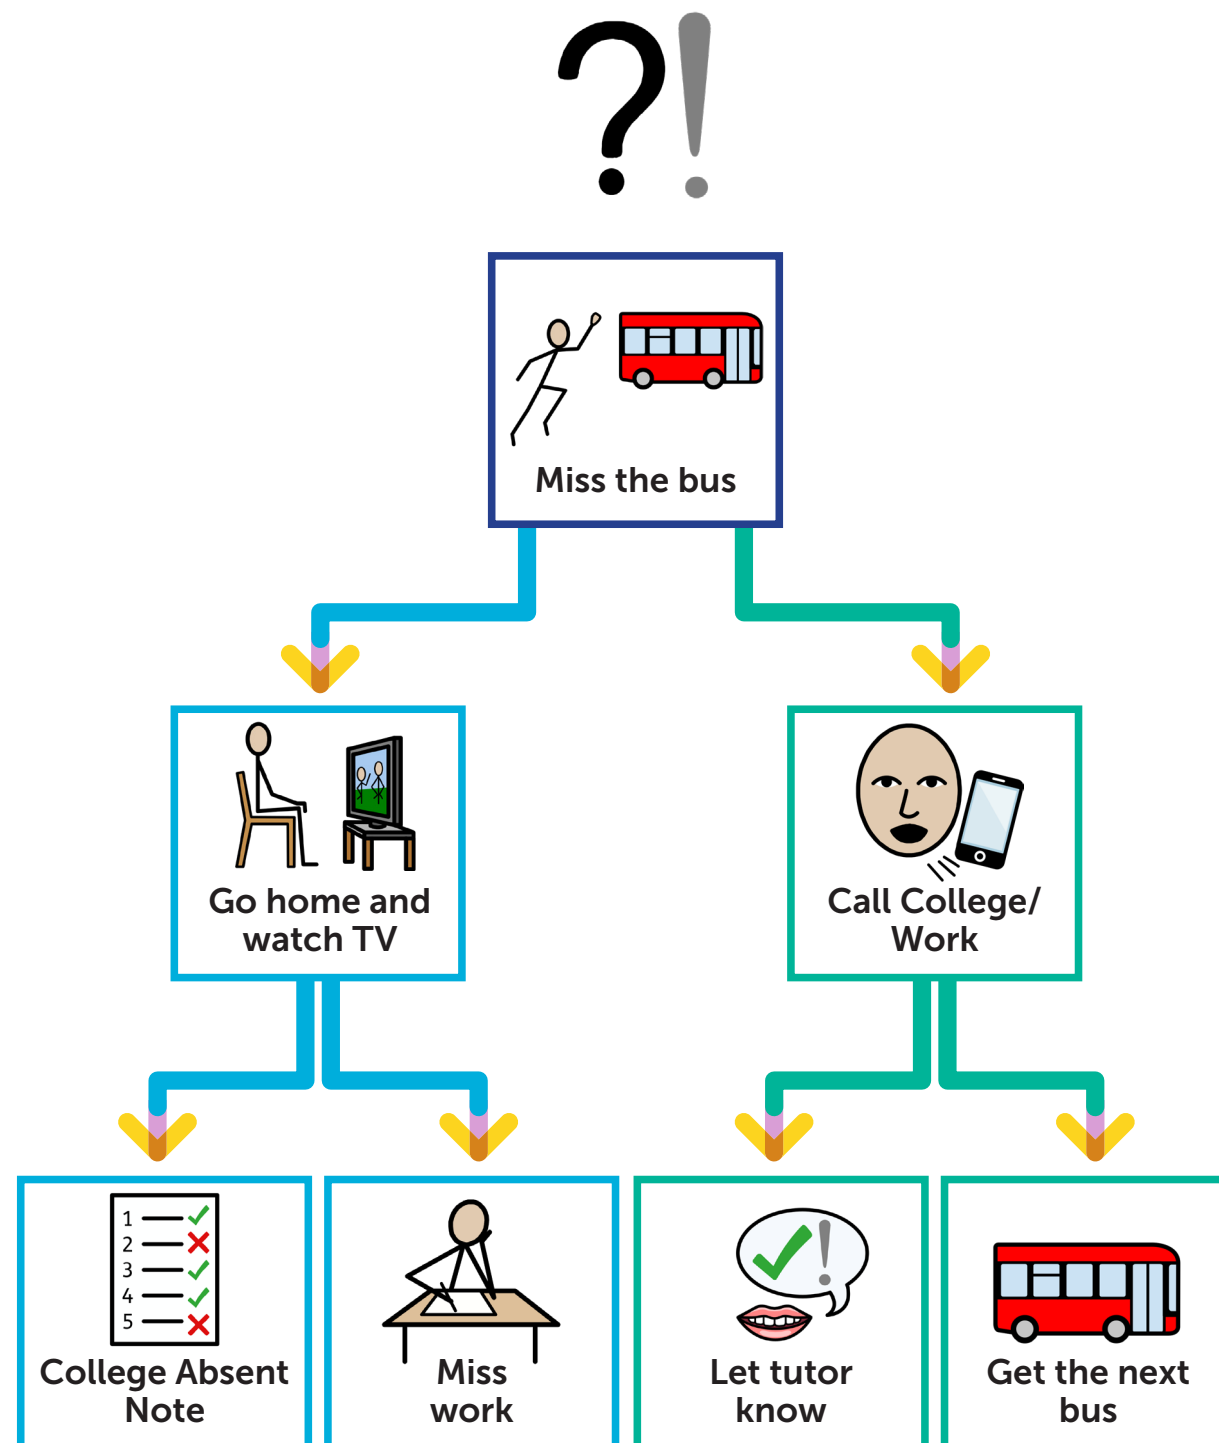 ?!
Miss the bus
Go home and
watch TV
Call College/
Work
1
2
3
4
5
College Absent
Note
Miss
work
!
Let tutor
know
Get the next
bus